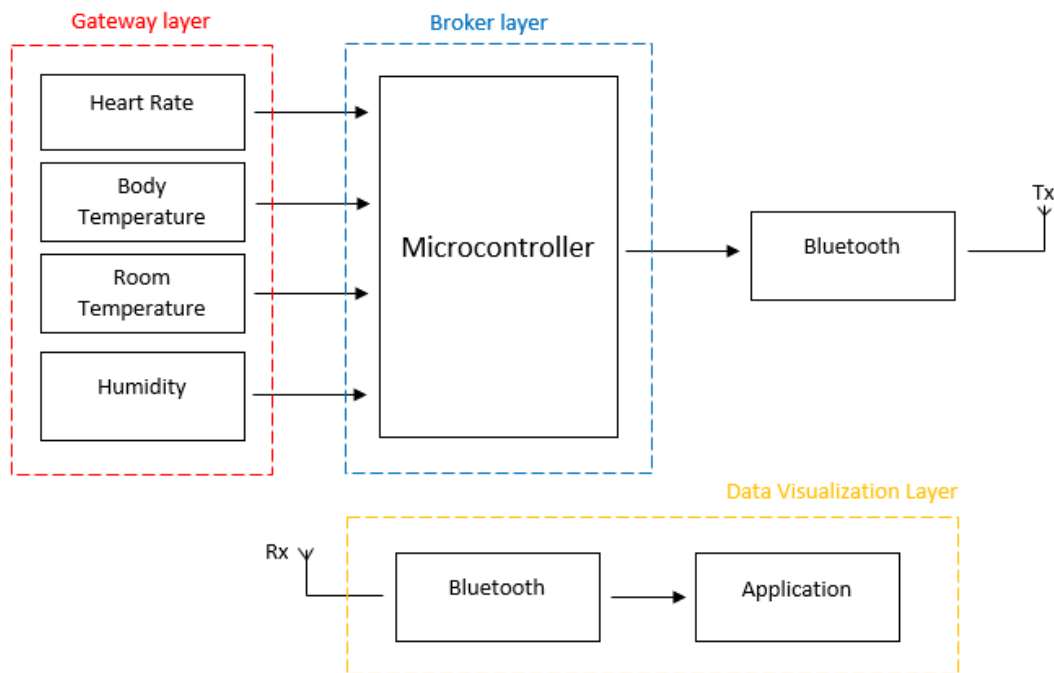 Gateway layer
Broker layer
Heart Rate
Body
Temperature
Room
Temperature
Humidity
Microcontroller
Bluetooth
Tx
Data Visualization Layer
Rx
Bluetooth
Application